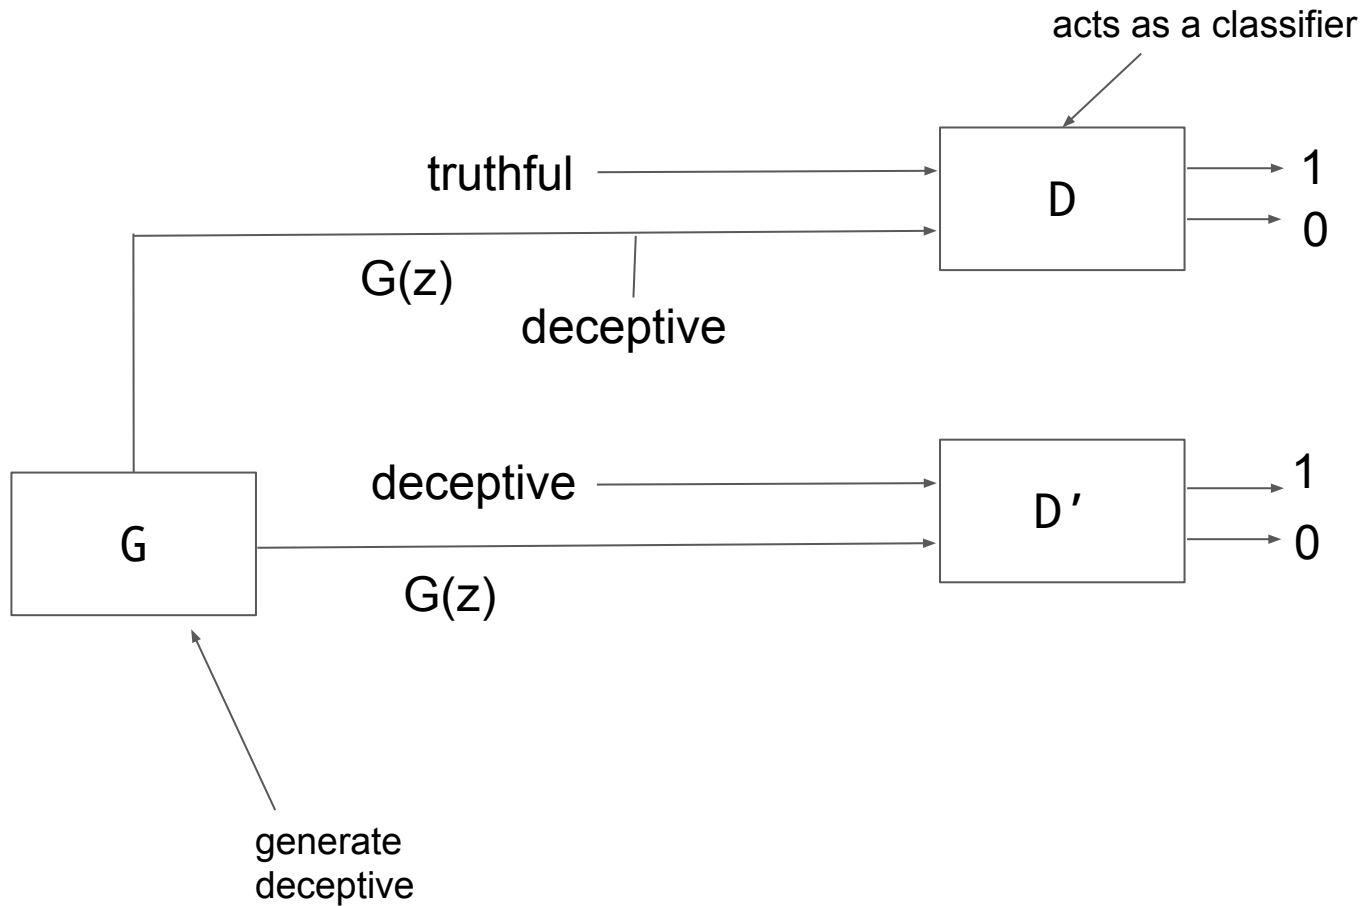 acts as a classifier
truthful
D
1
0
G(z)
deceptive
deceptive
D’
1
0
G
G(z)
generate
deceptive